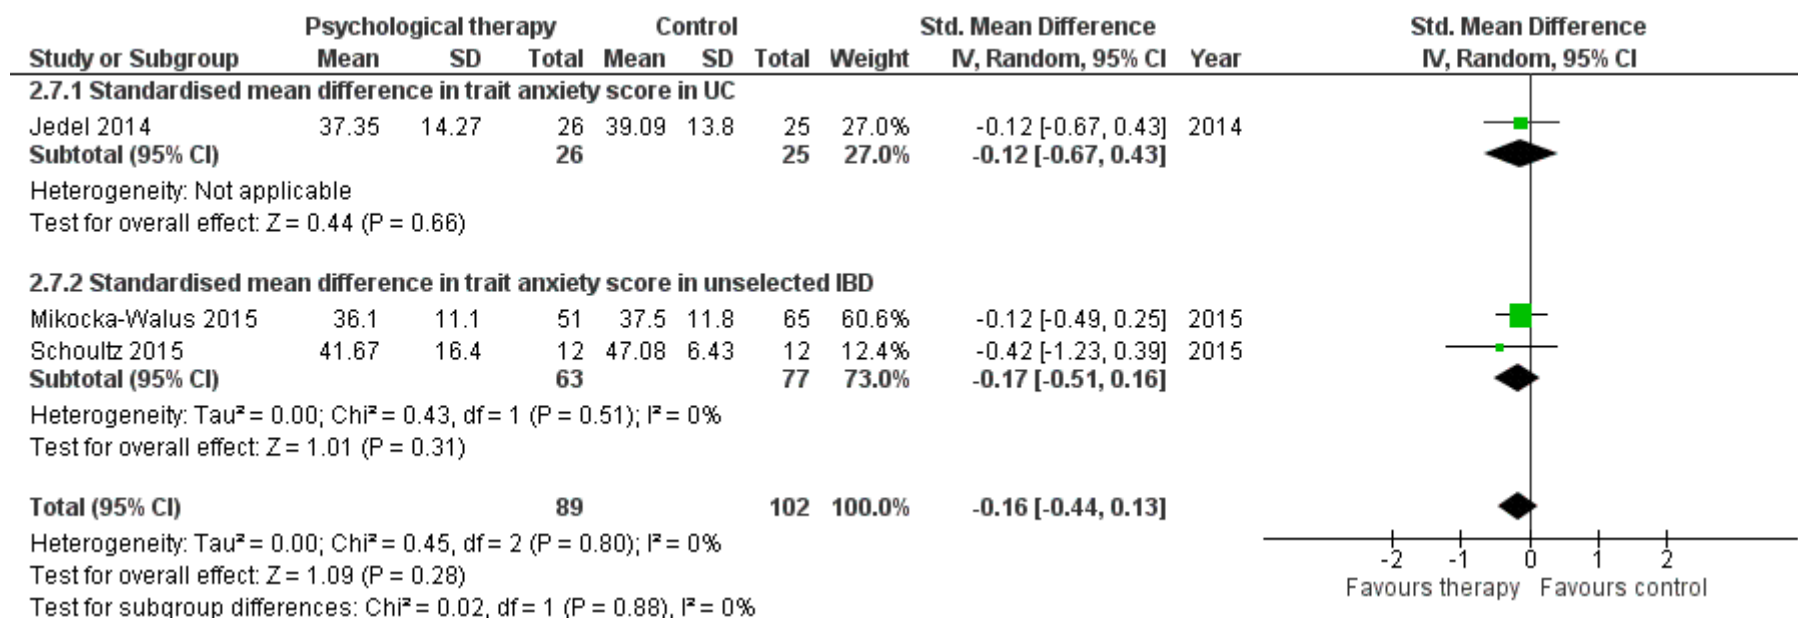 Psychological therapy Control Std. Mean Difference Std. Mean Difference
Study or Subgroup Mean SD Total Mean SD Total Weight IV, Random, 95% CI Year IV, Random, 95% CI
2.7.1 Standardised mean difference in trait anxiety score in UC
Jedel 2014 37.35 14.27 26 39.09 13.8 25 27.0% -0.12 [-0.67, 0.43] 2014
Subtotal (95% CI) 26 25 27.0% -0.12 [-0.67, 0.43]
Heterogeneity: Not applicable
Test for overall effect: Z = 0.44 (P = 0.66)
2.7.2 Standardised mean difference in trait anxiety score in unselected IBD
Mikocka-Walus 2015 36.1 11.1 51 37.5 11.8 65 60.6% -0.12 [-0.49, 0.25] 2015
Schoultz 2015 41.67 16.4 12 47.08 6.43 12 12.4% -0.42 [-1.23, 0.39] 2015
Subtotal (95% CI) 63 77 73.0% -0.17 [-0.51, 0.16]
Heterogeneity: Tau² = 0.00; Chi² = 0.43, df = 1 (P = 0.51); I² = 0%
Test for overall effect: Z = 1.01 (P = 0.31)
Total (95% CI) 89 102 100.0% -0.16 [-0.44, 0.13]
Heterogeneity: Tau² = 0.00; Chi² = 0.45, df = 2 (P = 0.80); I² = 0%
Test for overall effect: Z = 1.09 (P = 0.28)
Test for subgroup differences: Chi² = 0.02, df = 1 (P = 0.88), I² = 0%
-2 -1 0 1 2
Favours therapy Favours control